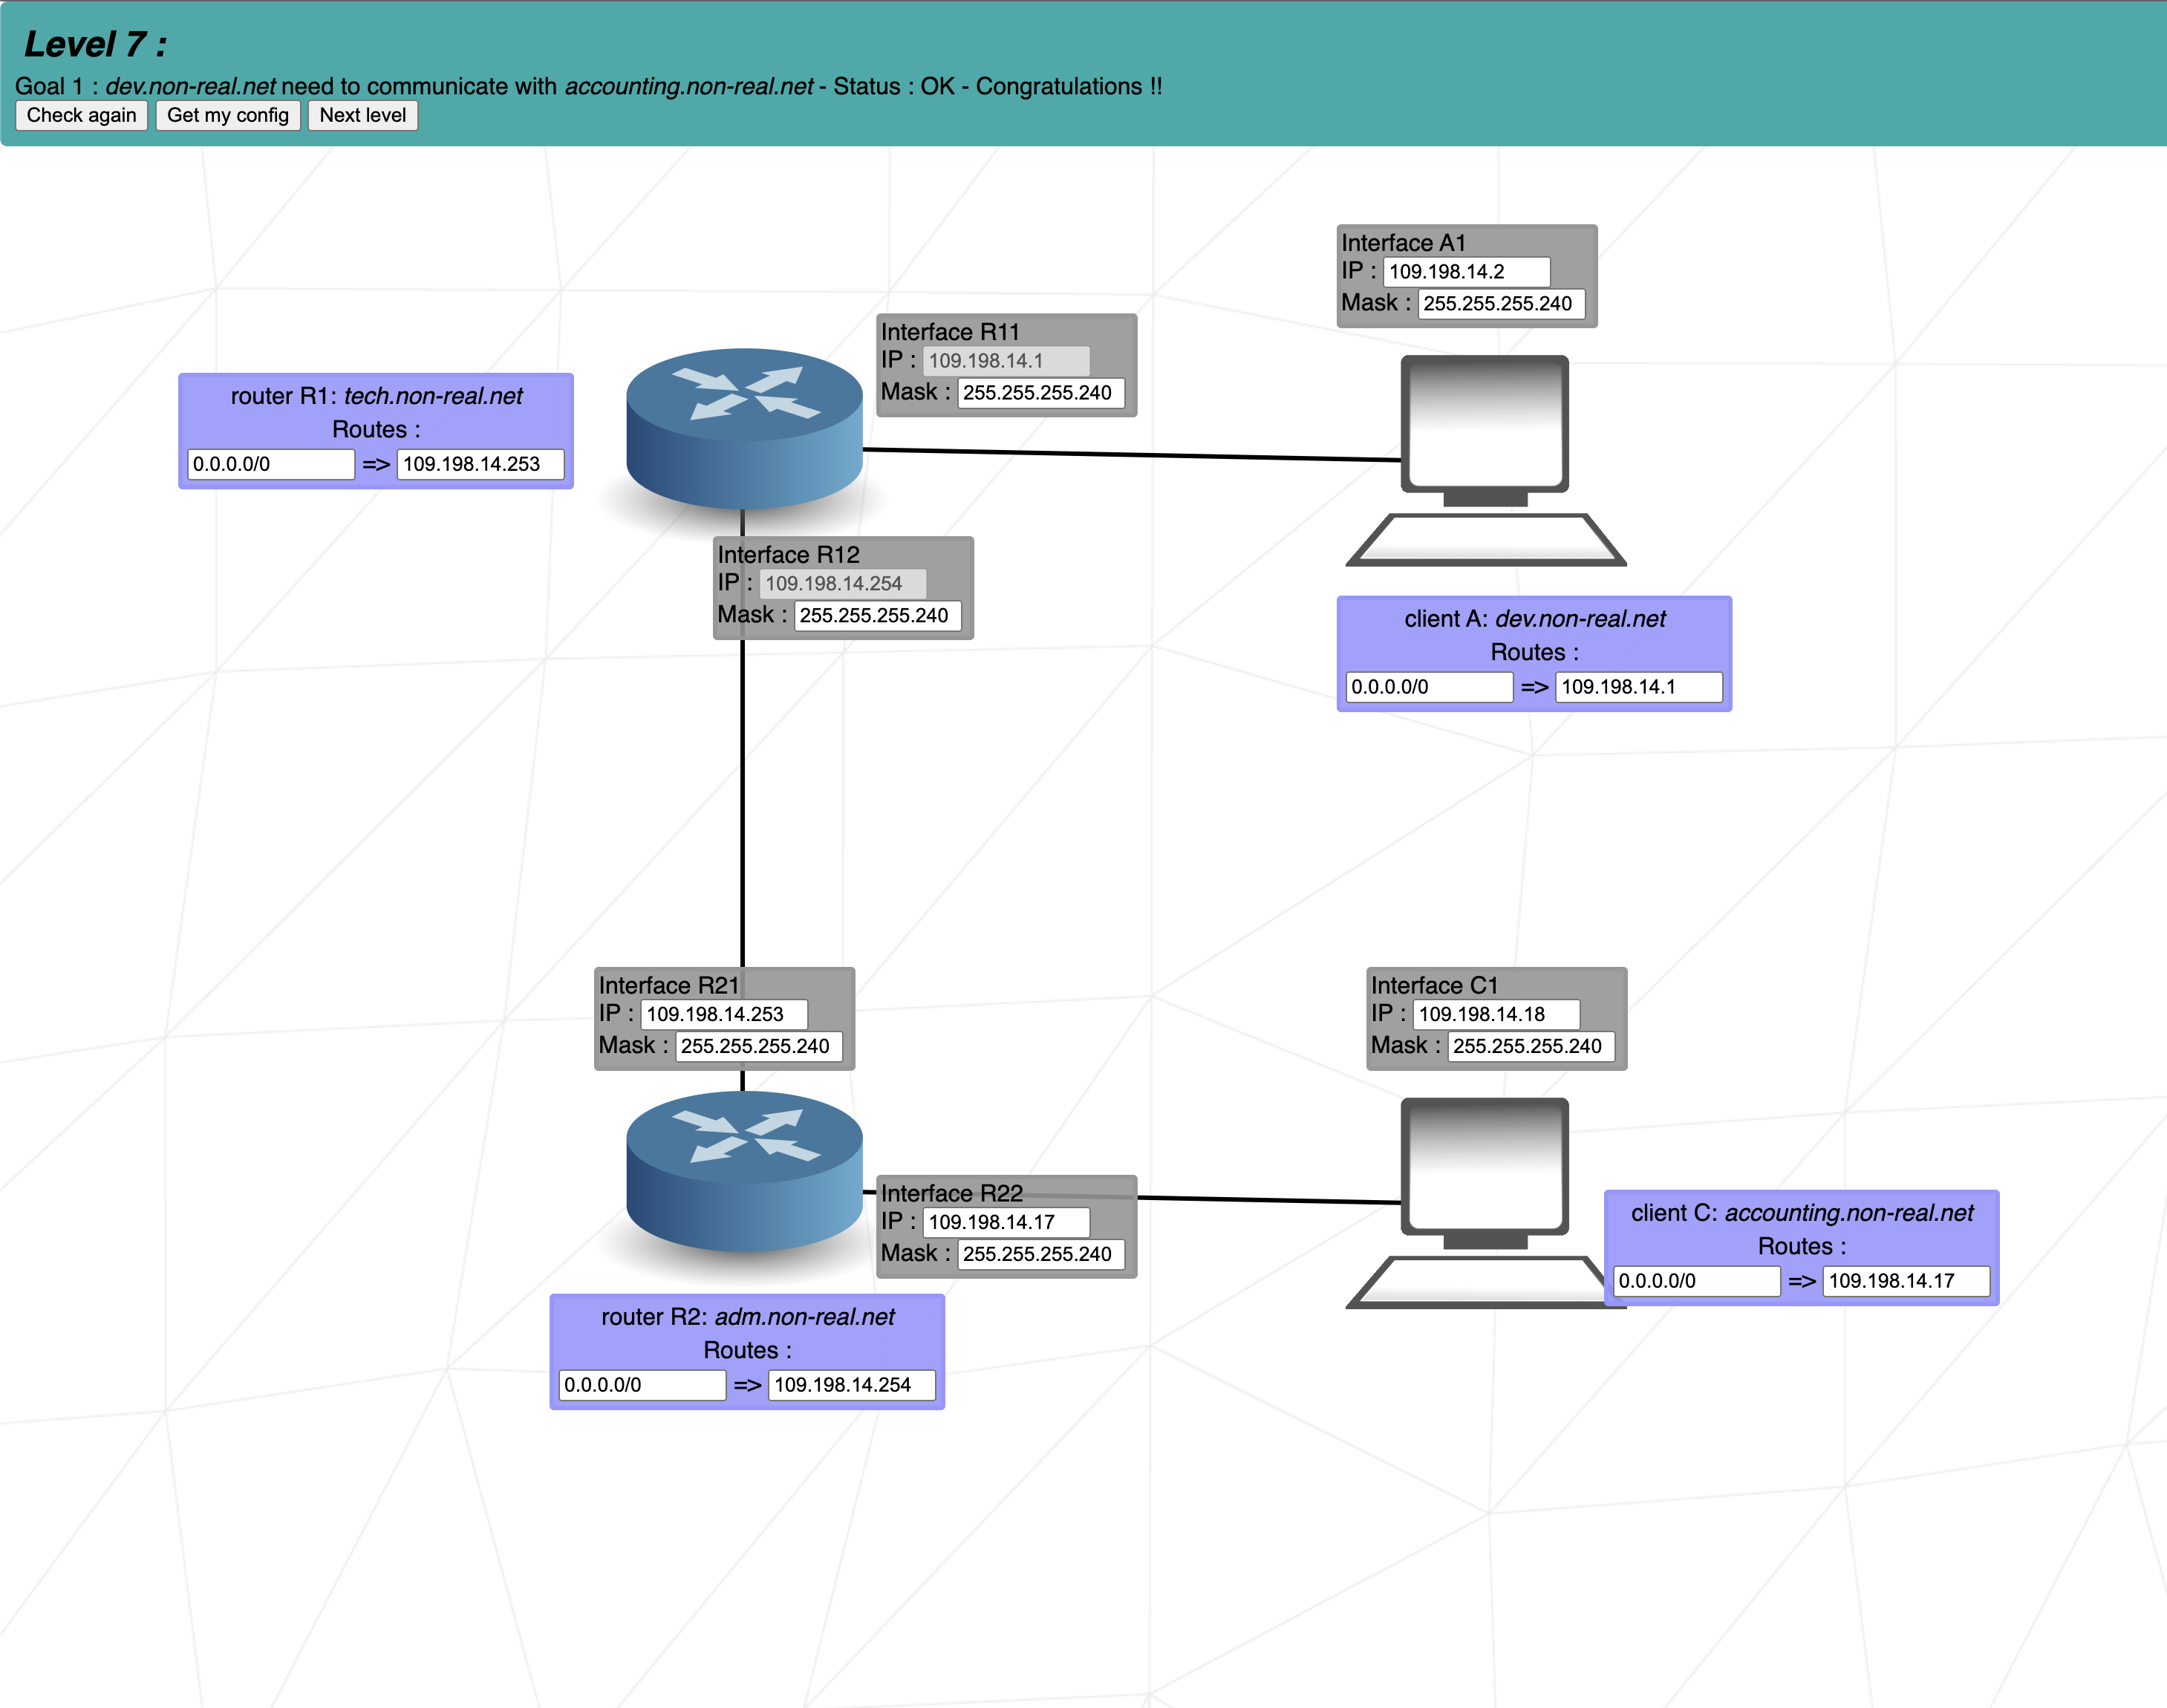 Level 7 :
Goal 1 : dev.non-real.net need to communicate with accounting.non-real.net - Status : OK - Congratulations !!
Check again Get my config Next level
Interface A1
IP : 109.198.14.2
Mask : 255.255.255.240
Interface R11
IP : 109.198.14.1
Mask : 255.255.255.240
router R1: tech.non-real.net
Routes :
0.0.0.0/0 => 109.198.14.253
Interface R12
IP : 109.198.14.254
Mask : 255.255.255.240
client A: dev.non-real.net
Routes :
0.0.0.0/0 => 109.198.14.1
Interface R21
IP : 109.198.14.253
Mask : 255.255.255.240
Interface C1
IP : 109.198.14.18
Mask : 255.255.255.240
Interface R22
IP : 109.198.14.17
Mask : 255.255.255.240
client C: accounting.non-real.net
Routes :
0.0.0.0/0 => 109.198.14.17
router R2: adm.non-real.net
Routes :
0.0.0.0/0 => 109.198.14.254